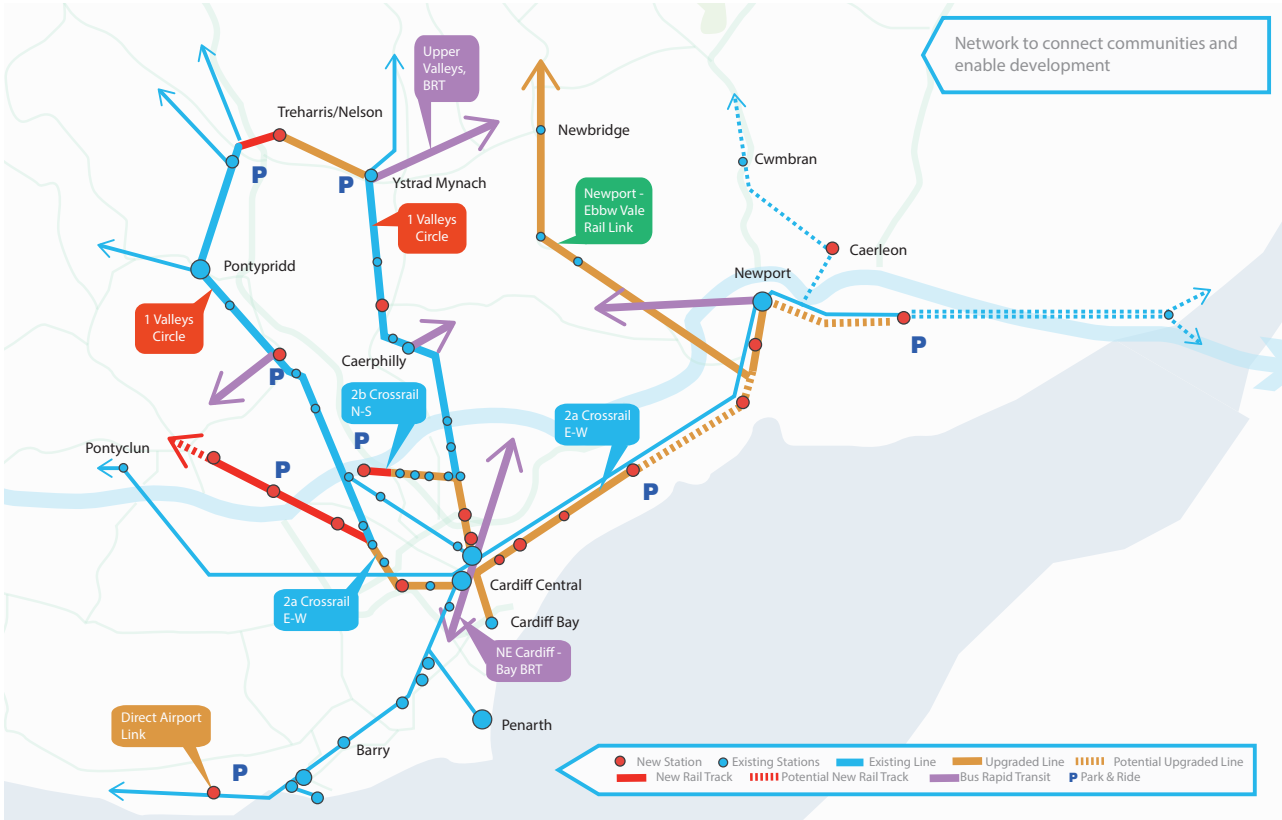 Network to connect communities and
enable development
Upper
Valleys,
BRT
Treharris/Nelson
Newbridge
P
P
Ystrad Mynach
Cwmbran
Newport -
Ebbw Vale
Rail Link
1 Valleys
Circle
Caerleon
Pontypridd
Newport
1 Valleys
Circle
P
Caerphilly
P
2b Crossrail
N-S
2a Crossrail
E-W
P
Pontyclun
P
P
Cardiff Central
2a Crossrail
E-W
Cardiff Bay
NE Cardiff -
Bay BRT
Direct Airport
Link
Penarth
Barry
P
New Station
Existing Stations
Existing Line
Upgraded Line
Potential Upgraded Line
New Rail Track
Potential New Rail Track
Bus Rapid Transit
P Park & Ride